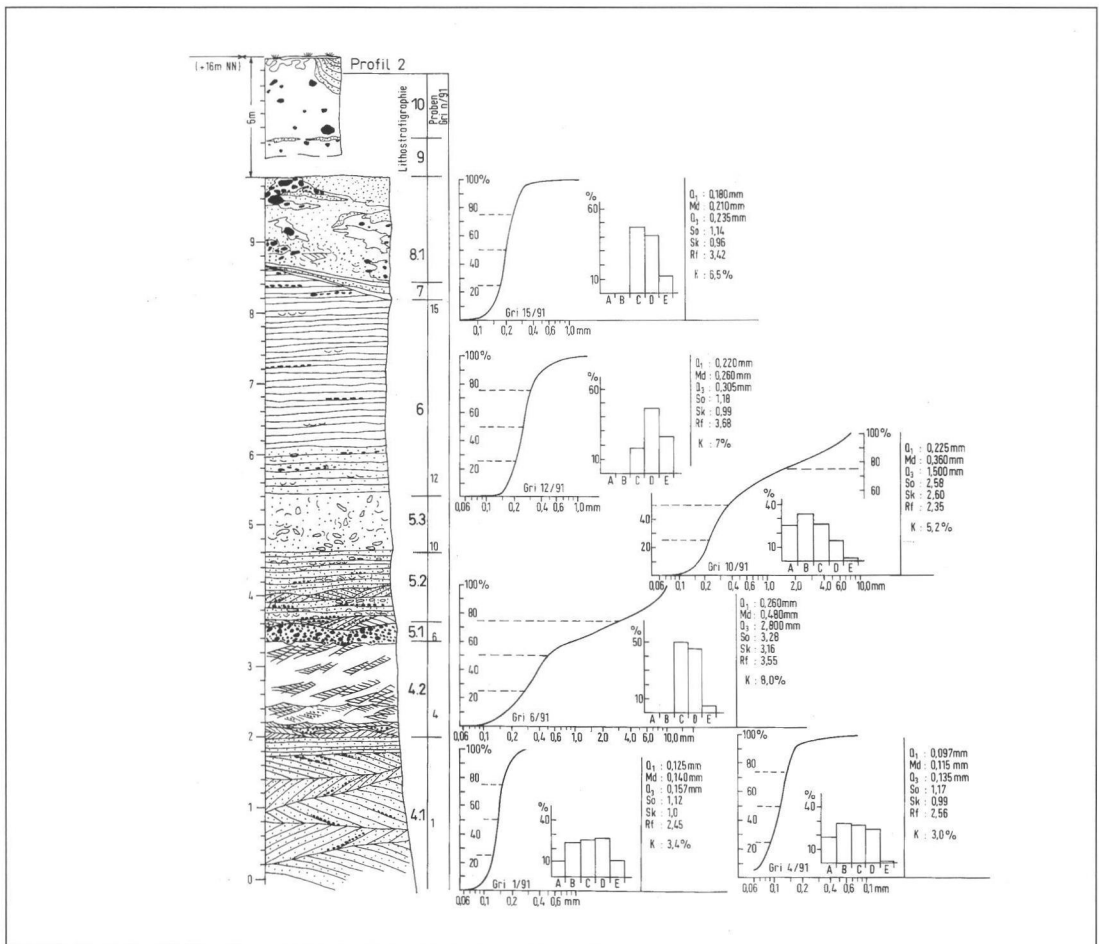 Profil 2
(+16m NN)
6m
Lithostratigraphie
Proben
Gri n/91
10
9
8.1
7
6
5.3
5.2
5.1
4.2
4.1
15
12
10
6
4
1
9
8
7
6
5
4
3
2
1
0
100%
80
60
40
20
0,1 0,2 0,4 0,6 1,0mm
Gri 15/91
%
60
10
A B C D E
Q₁ : 0,180mm
Md : 0,210mm
Q₃ : 0,235mm
So : 1,14
Sk : 0,96
Rf : 3,42
K : 6,5%
100%
80
60
40
20
0,1 0,2 0,4 0,6 1,0mm
Gri 12/91
%
60
10
A B C D E
Q₁ : 0,220mm
Md : 0,260mm
Q₃ : 0,305mm
So : 1,18
Sk : 0,99
Rf : 3,68
K : 7%
100%
80
60
40
20
0,06 0,1 0,2 0,4 0,6 1,0 2,0 4,0 6,0 10,0mm
Gri 10/91
%
40
10
A B C D E
Q₁ : 0,225mm
Md : 0,360mm
Q₃ : 1,500mm
So : 2,58
Sk : 2,60
Rf : 2,35
K : 5,2%
100%
80
60
40
20
0,06 0,1 0,2 0,4 0,6 1,0 2,0 4,0 6,0 10,0 mm
Gri 6/91
%
50
10
A B C D E
Q₁ : 0,260mm
Md : 0,480mm
Q₃ : 2,800mm
So : 3,28
Sk : 3,16
Rf : 3,55
K : 8,0%
100%
80
60
40
20
0,06 0,1 0,2 0,4 0,6 mm
Gri 1/91
%
40
10
A B C D E
Q₁ : 0,125mm
Md : 0,140mm
Q₃ : 0,157mm
So : 1,12
Sk : 1,0
Rf : 2,45
K : 3,4%
100%
80
60
40
20
0,06 0,1 0,2 0,4 0,6 0,1 mm
Gri 4/91
%
40
10
A B C D E
Q₁ : 0,097mm
Md : 0,115mm
Q₃ : 0,135mm
So : 1,17
Sk : 0,99
Rf : 2,56
K : 3,0%